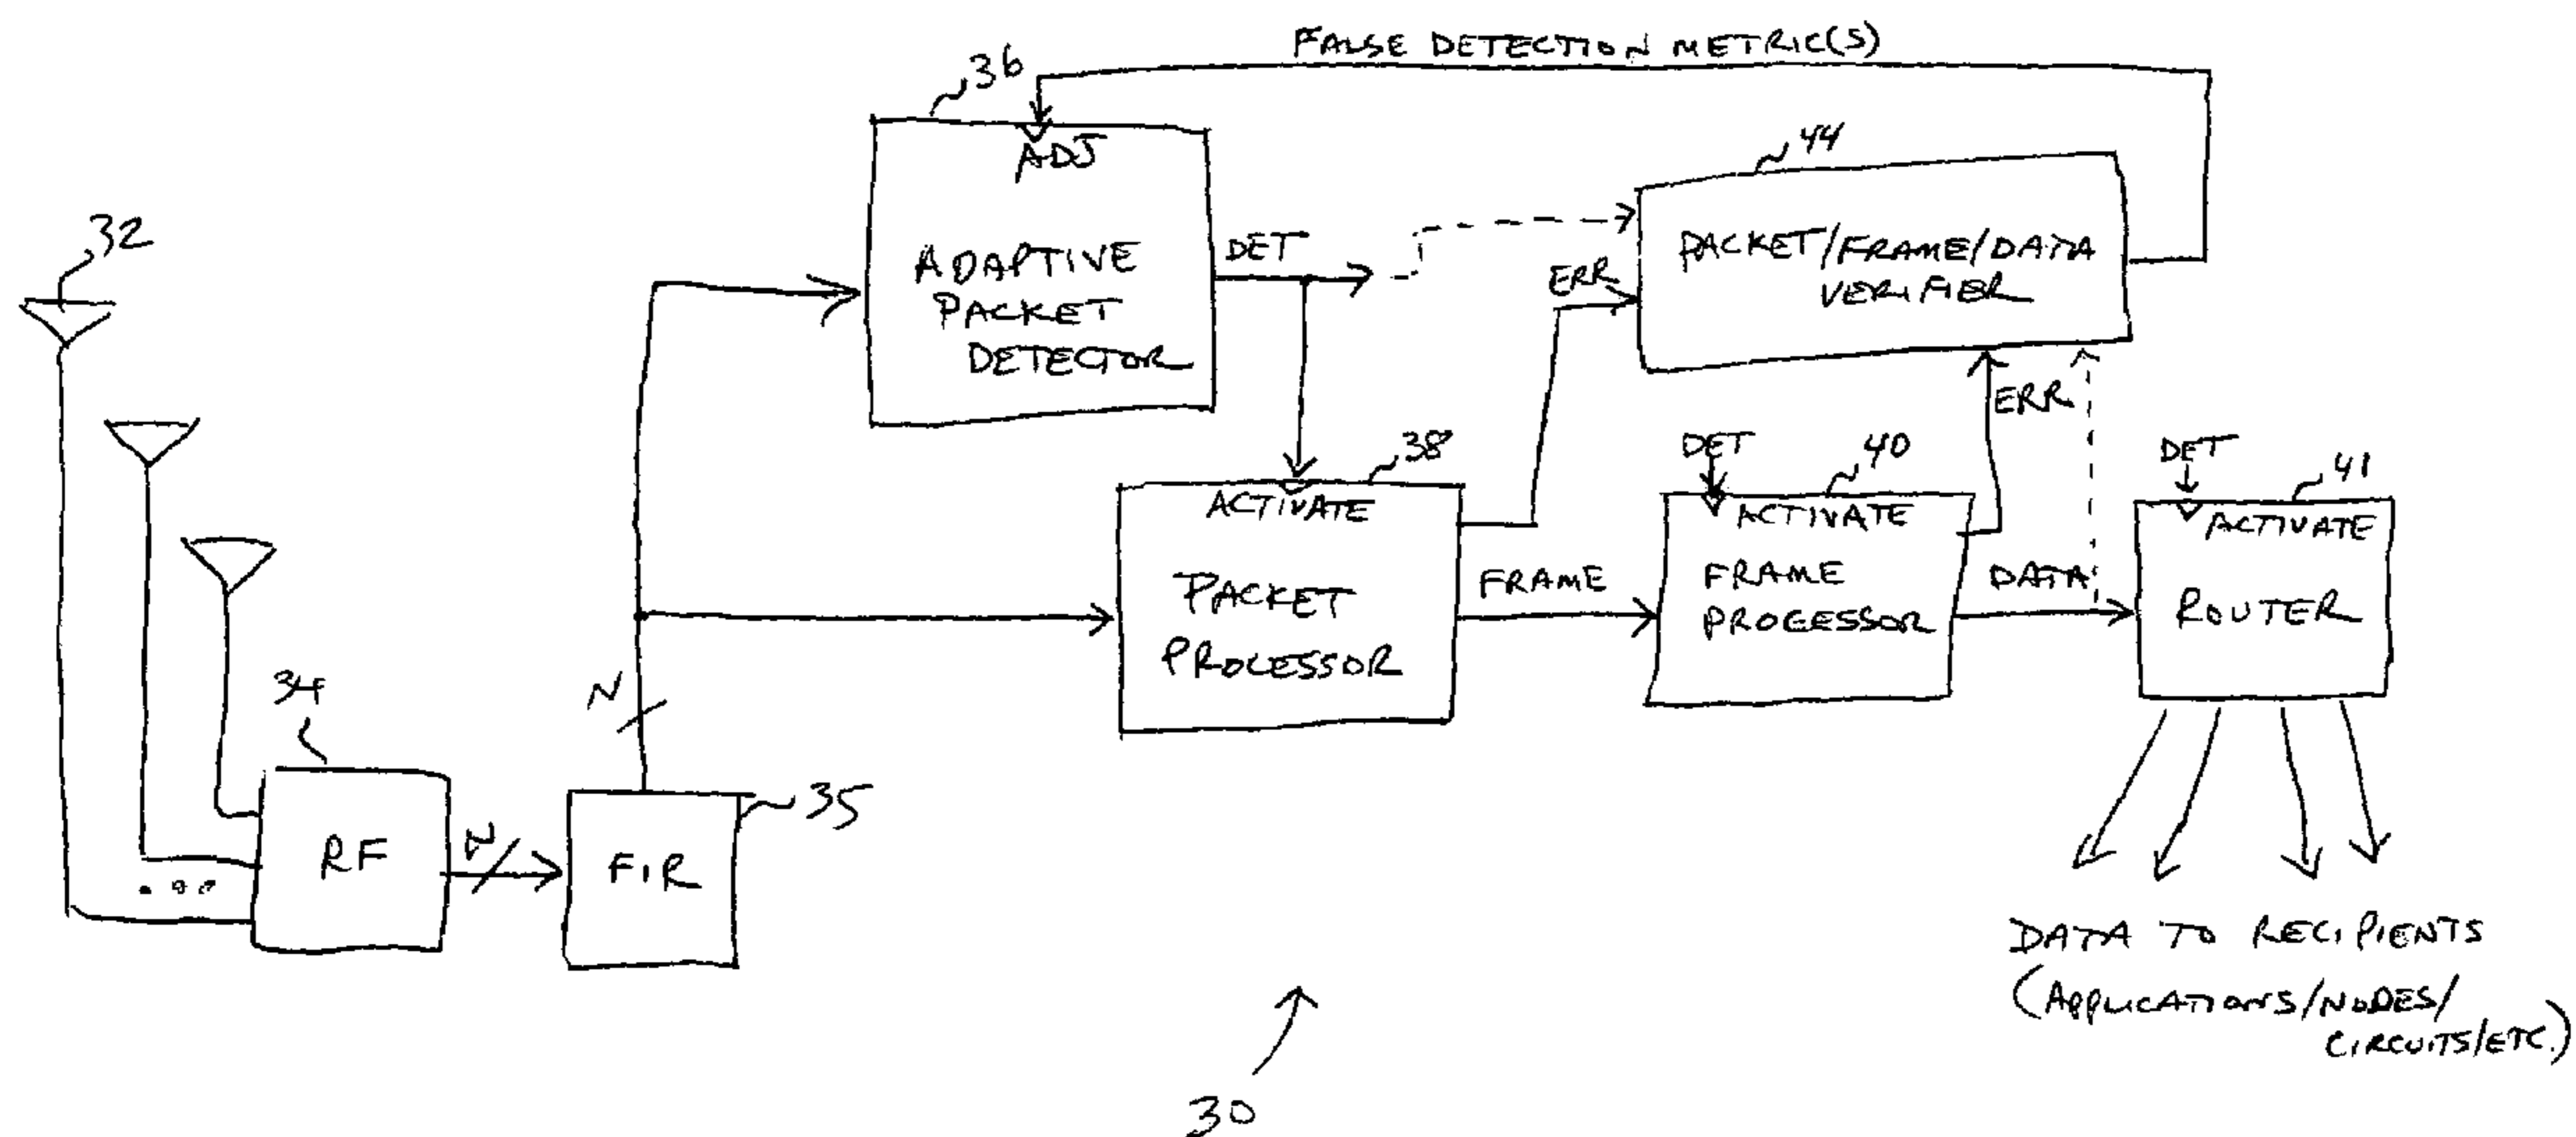 FALSE DETECTION METRIC(S)
36
ADJ
44
32
ADAPTIVE
PACKET
DETECTOR
DET
ERR
PACKET/FRAME/DATA
VERIFIER
ERR
38
ACTIVATE
PACKET
PROCESSOR
DET
40
ACTIVATE
FRAME
PROCESSOR
DET
41
ACTIVATE
ROUTER
FRAME
DATA
34
N
RF
N
FIR
35
DATA TO RECIPIENTS
(APPLICATIONS/NODES/
CIRCUITS/ETC.)
30